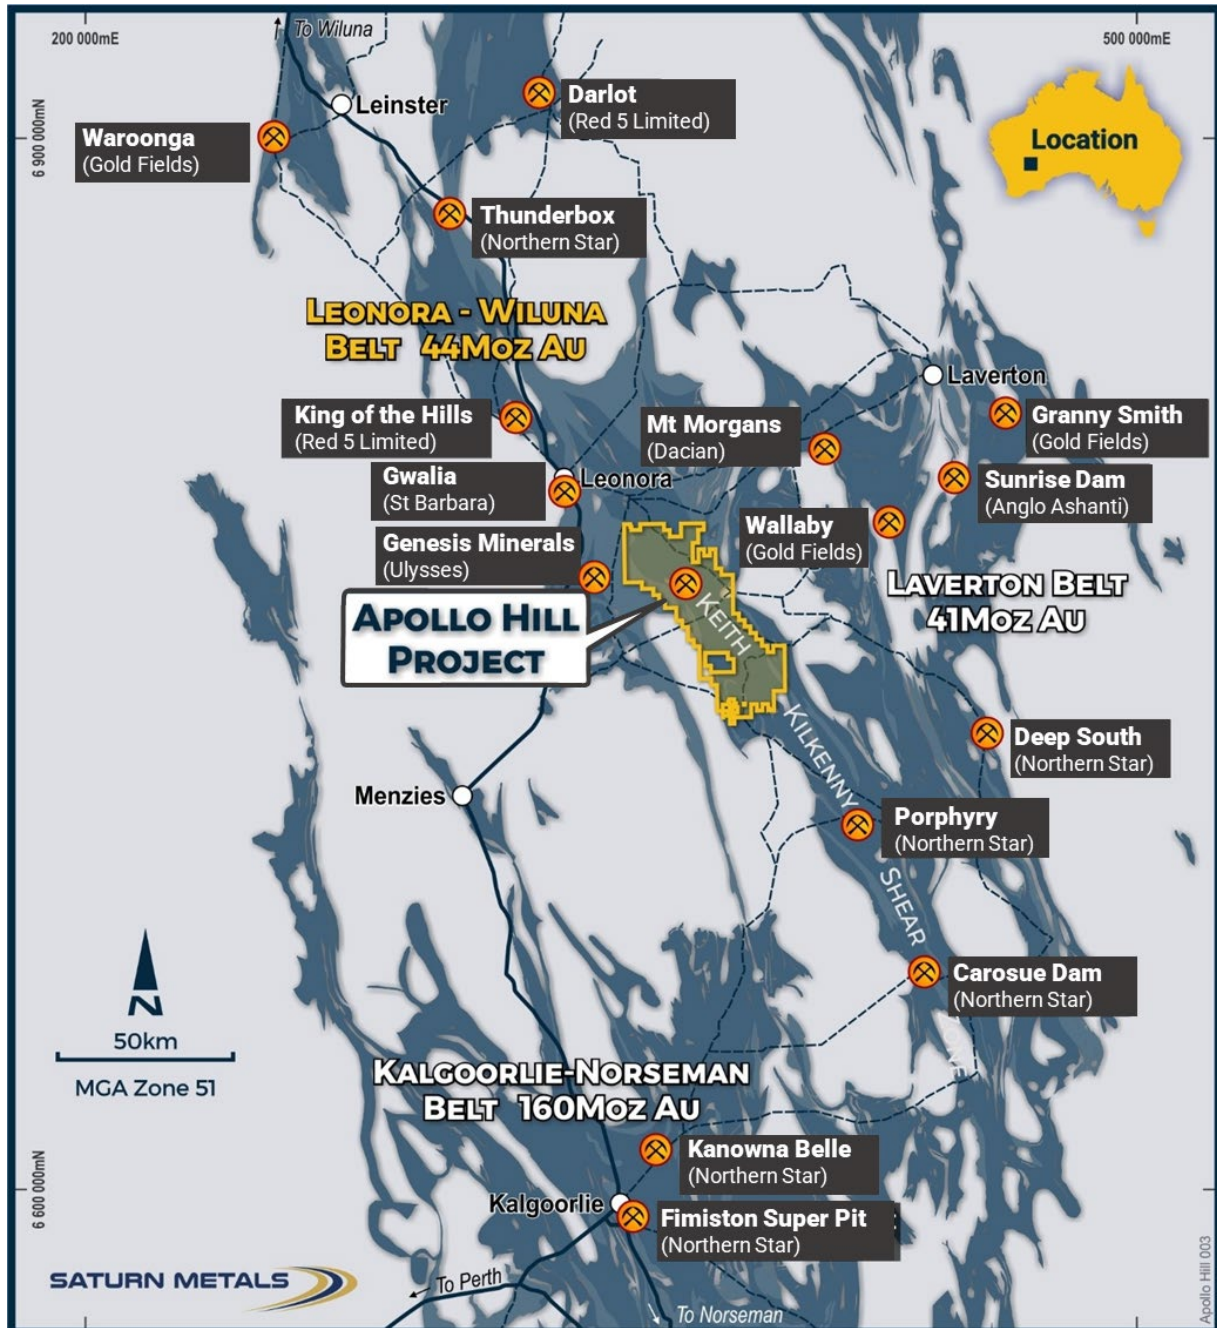 200 000mE
To Wiluna
500 000mE
6 900 000mN
Leinster
Darlot
(Red 5 Limited)
Waroonga
(Gold Fields)
Location
Thunderbox
(Northern Star)
LEONORA - WILUNA
BELT 44MOZ AU
Laverton
King of the Hills
(Red 5 Limited)
Mt Morgans
(Dacian)
Granny Smith
(Gold Fields)
Gwalia
(St Barbara)
Leonora
Sunrise Dam
(Anglo Ashanti)
Wallaby
(Gold Fields)
Genesis Minerals
(Ulysses)
LAVERTON BELT
41MOZ AU
APOLLO HILL
PROJECT
KEITH
KILKENNY
SHEAR
ZONE
Deep South
(Northern Star)
Menzies
Porphyry
(Northern Star)
Carosue Dam
(Northern Star)
N
50km
MGA Zone 51
KALGOORLIE-NORSEMAN
BELT 160MOZ AU
Kanowna Belle
(Northern Star)
6 600 000mN
Kalgoorlie
Fimiston Super Pit
(Northern Star)
SATURN METALS
To Perth
To Norseman
Apollo Hill 003